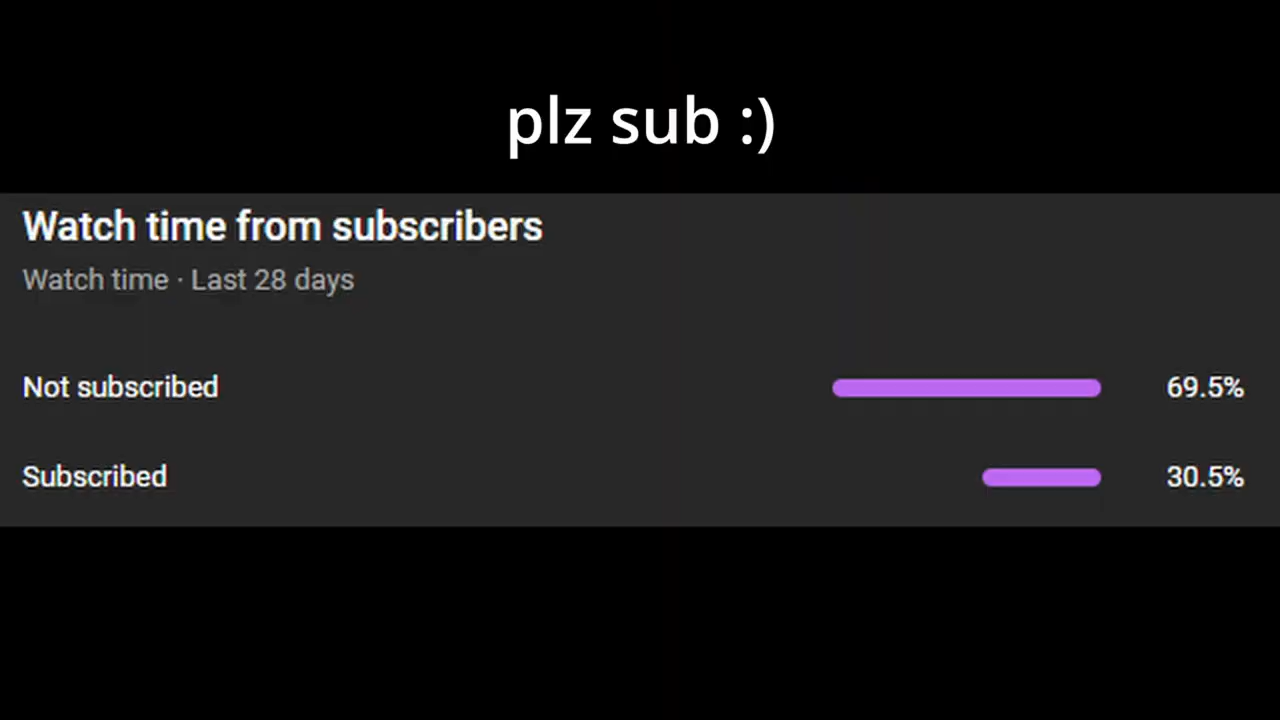 plz sub :)
Watch time from subscribers
Watch time · Last 28 days
Not subscribed 69.5%
Subscribed 30.5%